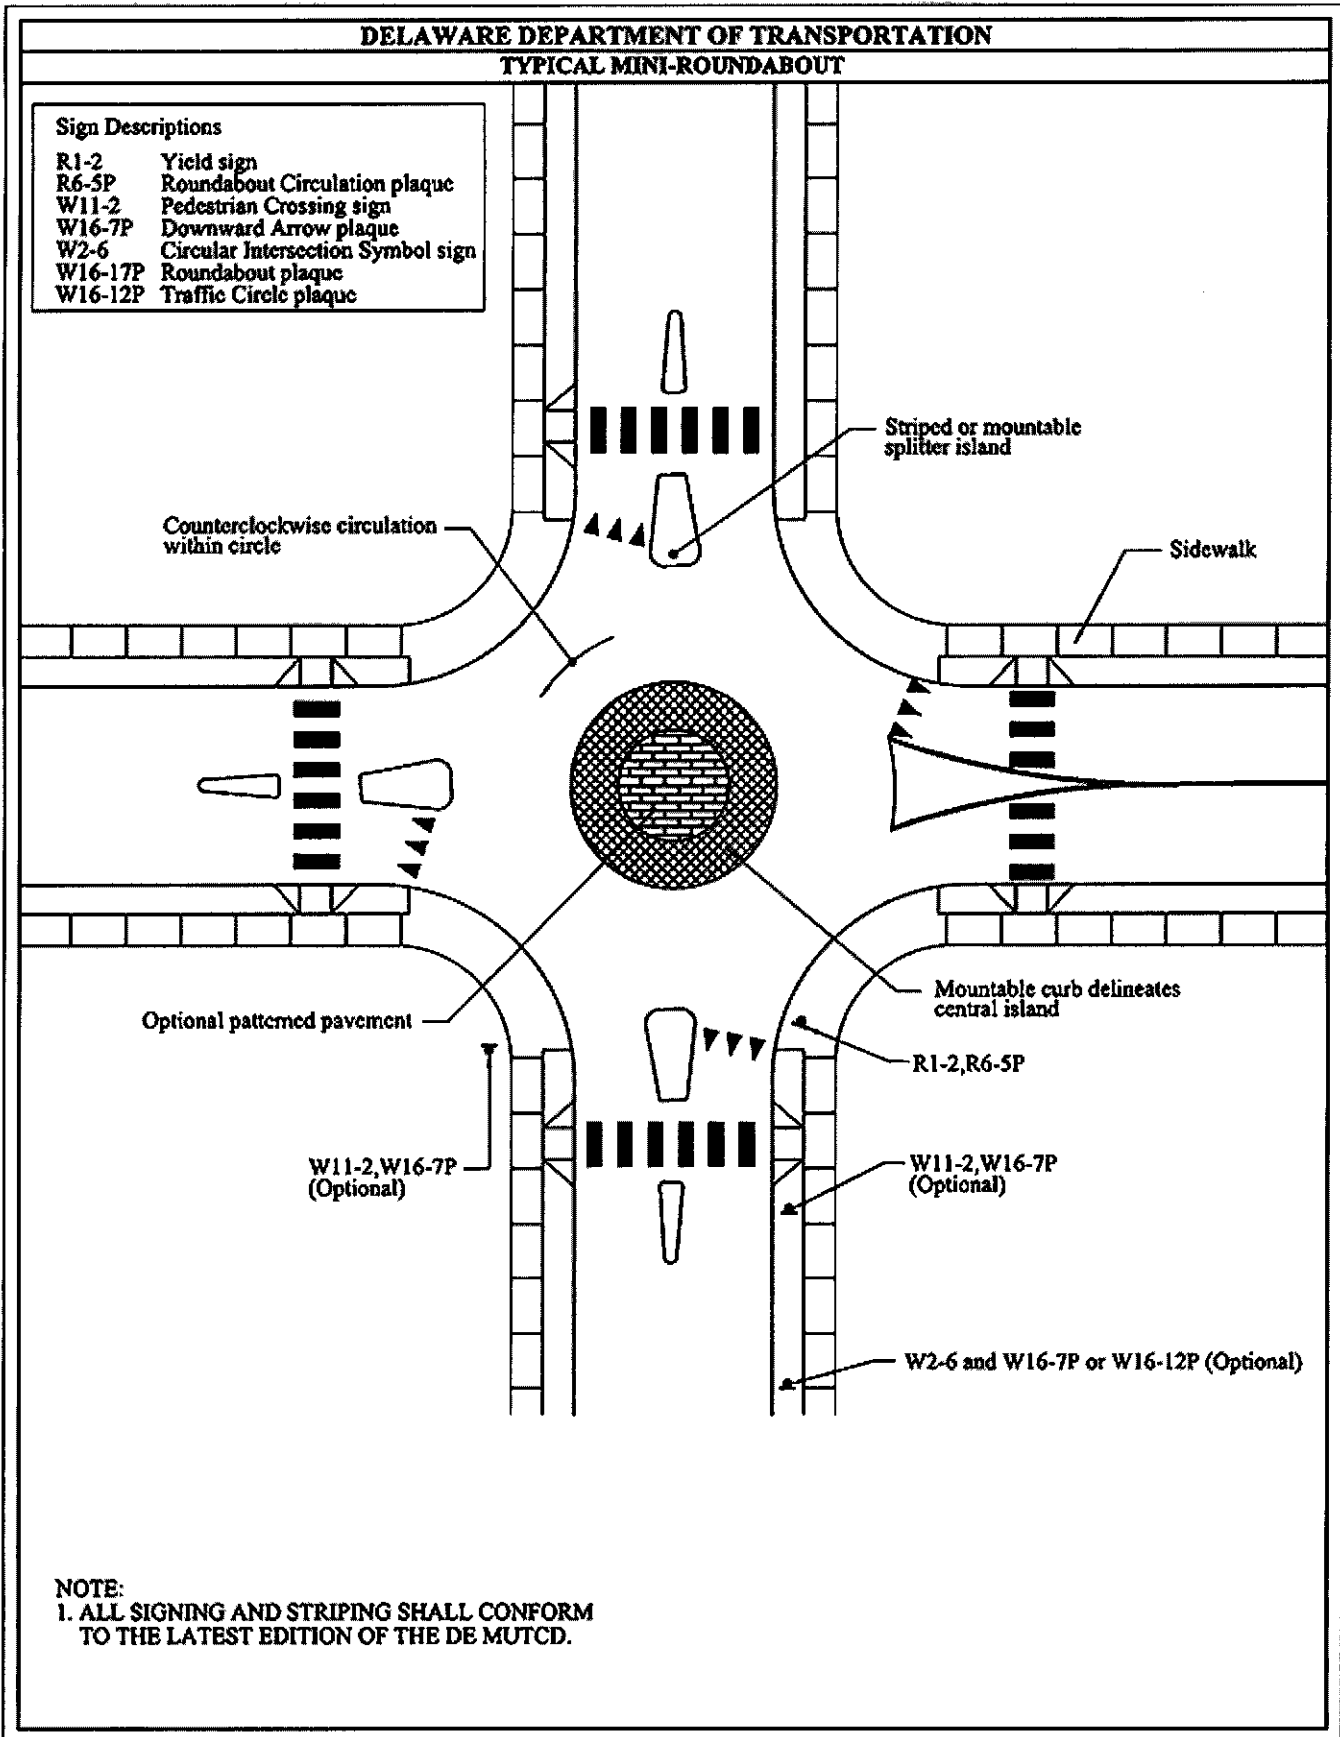 DELAWARE DEPARTMENT OF TRANSPORTATION
TYPICAL MINI-ROUNDABOUT
Sign Descriptions
R1-2 Yield sign
R6-5P Roundabout Circulation plaque
W11-2 Pedestrian Crossing sign
W16-7P Downward Arrow plaque
W2-6 Circular Intersection Symbol sign
W16-17P Roundabout plaque
W16-12P Traffic Circle plaque
Striped or mountable
splitter island
Counterclockwise circulation
within circle
Sidewalk
Optional patterned pavement
Mountable curb delineates
central island
R1-2,R6-5P
W11-2,W16-7P
(Optional)
W11-2,W16-7P
(Optional)
W2-6 and W16-7P or W16-12P (Optional)
NOTE:
1. ALL SIGNING AND STRIPING SHALL CONFORM
TO THE LATEST EDITION OF THE DE MUTCD.